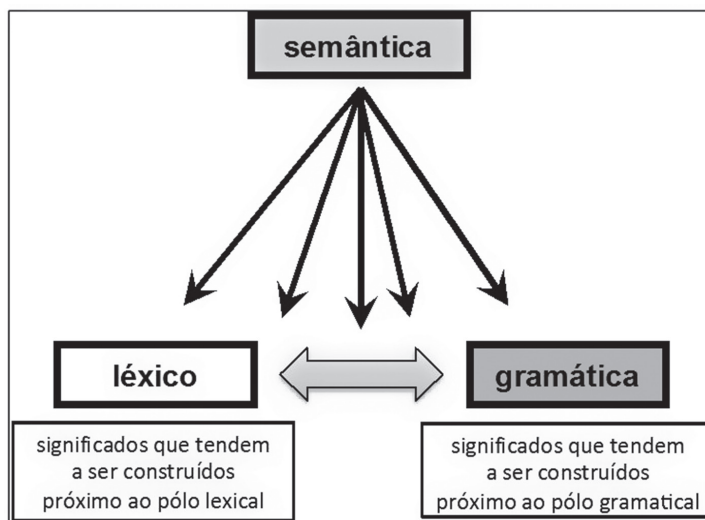 semântica
léxico
gramática
significados que tendem
a ser construídos
próximo ao pólo lexical
significados que tendem
a ser construídos
próximo ao pólo gramatical